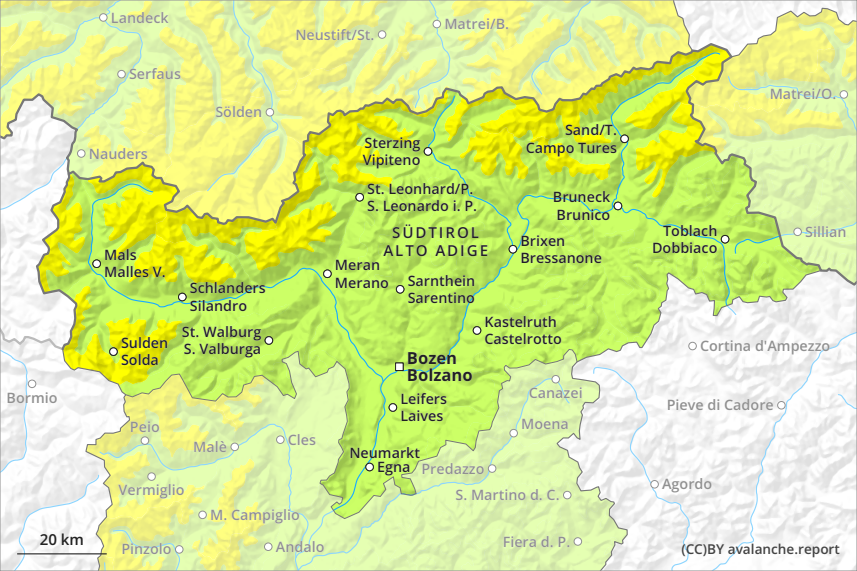 Landeck
Matrei/B.
Neustift/St.
Serfaus
Matrei/O.
Sölden
Sand/T.
Campo Tures
Sterzing
Vipiteno
Nauders
St. Leonhard/P.
S. Leonardo i. P.
Bruneck
Brunico
SÜDTIROL
ALTO ADIGE
Toblach
Dobbiaco
Sillian
Brixen
Bressanone
Mals
Malles V.
Meran
Merano
Sarnthein
Sarentino
Schlanders
Silandro
Kastelruth
Castelrotto
St. Walburg
S. Valburga
Sulden
Solda
Cortina d'Ampezzo
Bozen
Bolzano
Bormio
Canazei
Leifers
Laives
Pieve di Cadore
Peio
Moena
Cles
Malè
Neumarkt
Egna
Predazzo
Vermiglio
Agordo
S. Martino d. C.
M. Campiglio
20 km
Pinzolo
Andalo
Fiera d. P.
(CC)BY avalanche.report